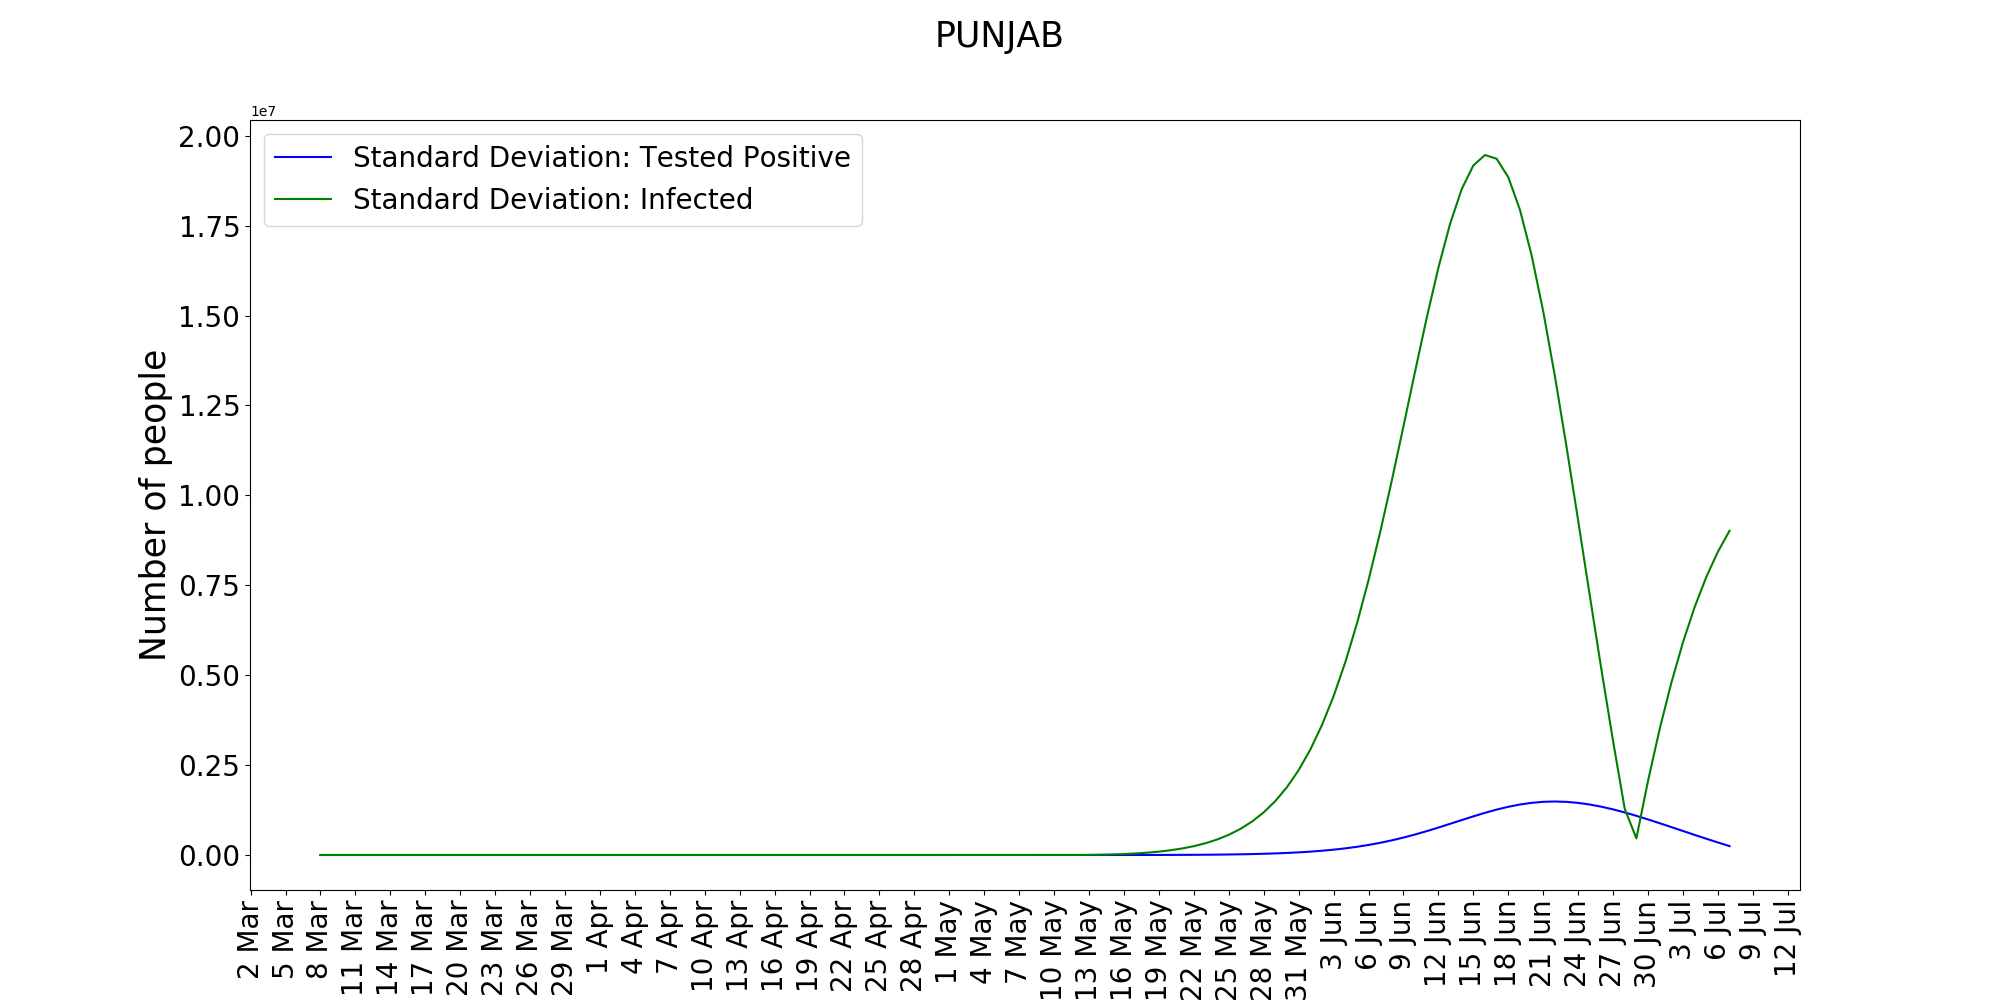 PUNJAB
1e7
2.00
1.75
1.50
1.25
1.00
0.75
0.50
0.25
0.00
Number of people
Standard Deviation: Tested Positive
Standard Deviation: Infected
2 Mar
5 Mar
8 Mar
11 Mar
14 Mar
17 Mar
20 Mar
23 Mar
26 Mar
29 Mar
1 Apr
4 Apr
7 Apr
10 Apr
13 Apr
16 Apr
19 Apr
22 Apr
25 Apr
28 Apr
1 May
4 May
7 May
10 May
13 May
16 May
19 May
22 May
25 May
28 May
31 May
3 Jun
6 Jun
9 Jun
12 Jun
15 Jun
18 Jun
21 Jun
24 Jun
27 Jun
30 Jun
3 Jul
6 Jul
9 Jul
12 Jul